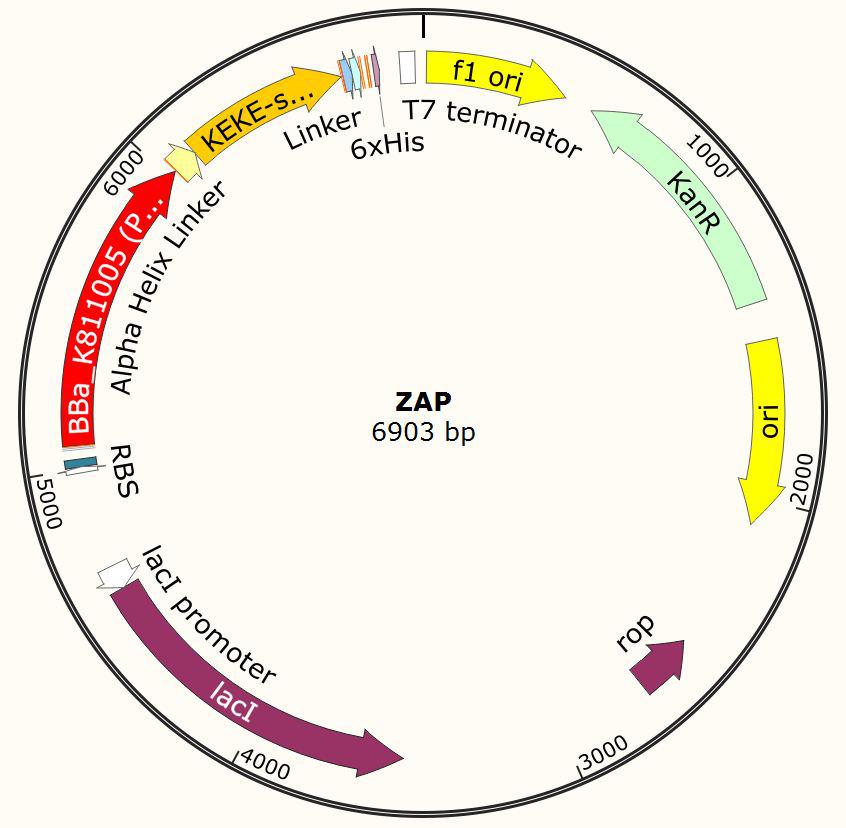 ZAP
6903 bp
f1 ori
T7 terminator
1000
KanR
ori
2000
rop
3000
4000
lacI
lacI promoter
5000
RBS
BBa_K811005 (P...
Alpha Helix Linker
6000
KEKE-s...
Linker
6xHis